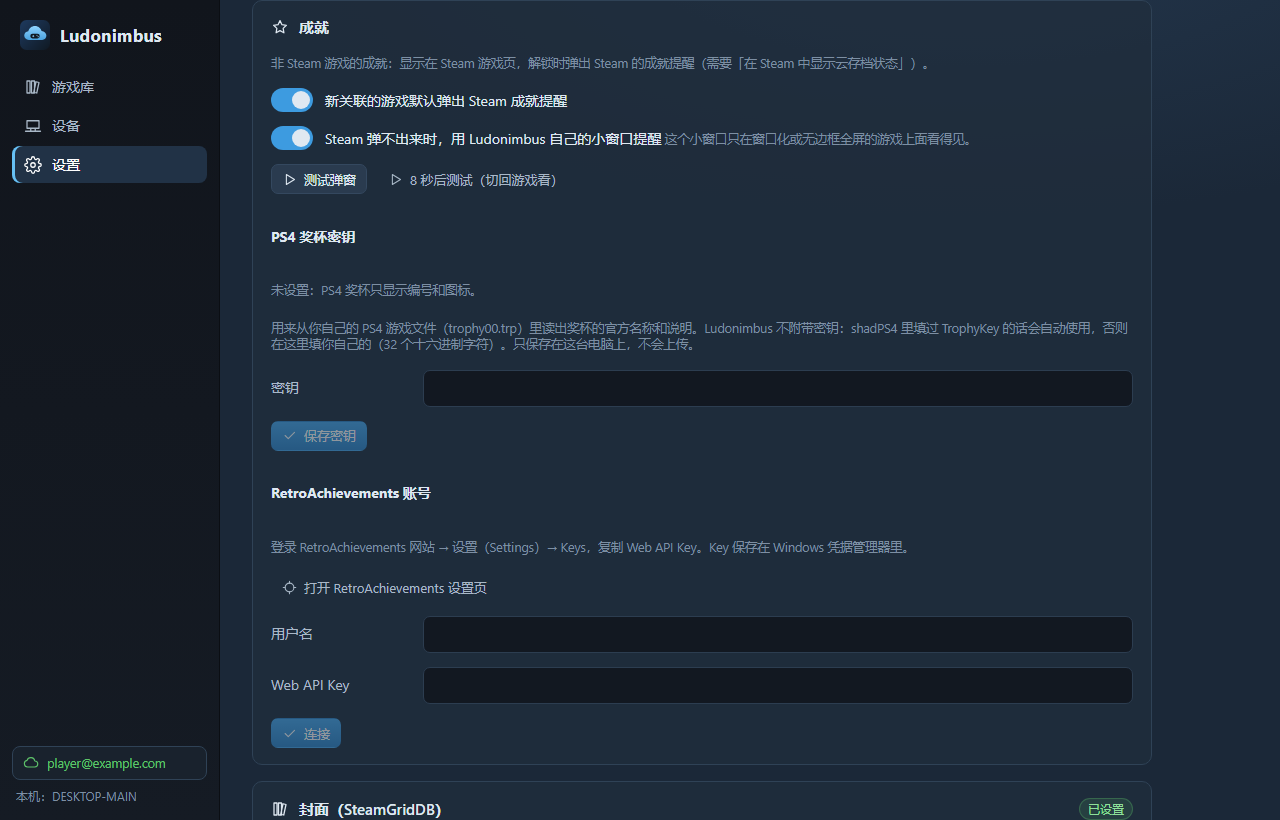 Ludonimbus
游戏库
设备
设置
player@example.com
本机：DESKTOP-MAIN
成就
非 Steam 游戏的成就：显示在 Steam 游戏页，解锁时弹出 Steam 的成就提醒（需要「在 Steam 中显示云存档状态」）。
新关联的游戏默认弹出 Steam 成就提醒
Steam 弹不出来时，用 Ludonimbus 自己的小窗口提醒 这个小窗口只在窗口化或无边框全屏的游戏上面看得见。
测试弹窗 8 秒后测试（切回游戏看）
PS4 奖杯密钥
未设置：PS4 奖杯只显示编号和图标。
用来从你自己的 PS4 游戏文件（trophy00.trp）里读出奖杯的官方名称和说明。Ludonimbus 不附带密钥：shadPS4 里填过 TrophyKey 的话会自动使用，否则
在这里填你自己的（32 个十六进制字符）。只保存在这台电脑上，不会上传。
密钥
保存密钥
RetroAchievements 账号
登录 RetroAchievements 网站 → 设置（Settings）→ Keys，复制 Web API Key。Key 保存在 Windows 凭据管理器里。
打开 RetroAchievements 设置页
用户名
Web API Key
连接
封面（SteamGridDB） 已设置